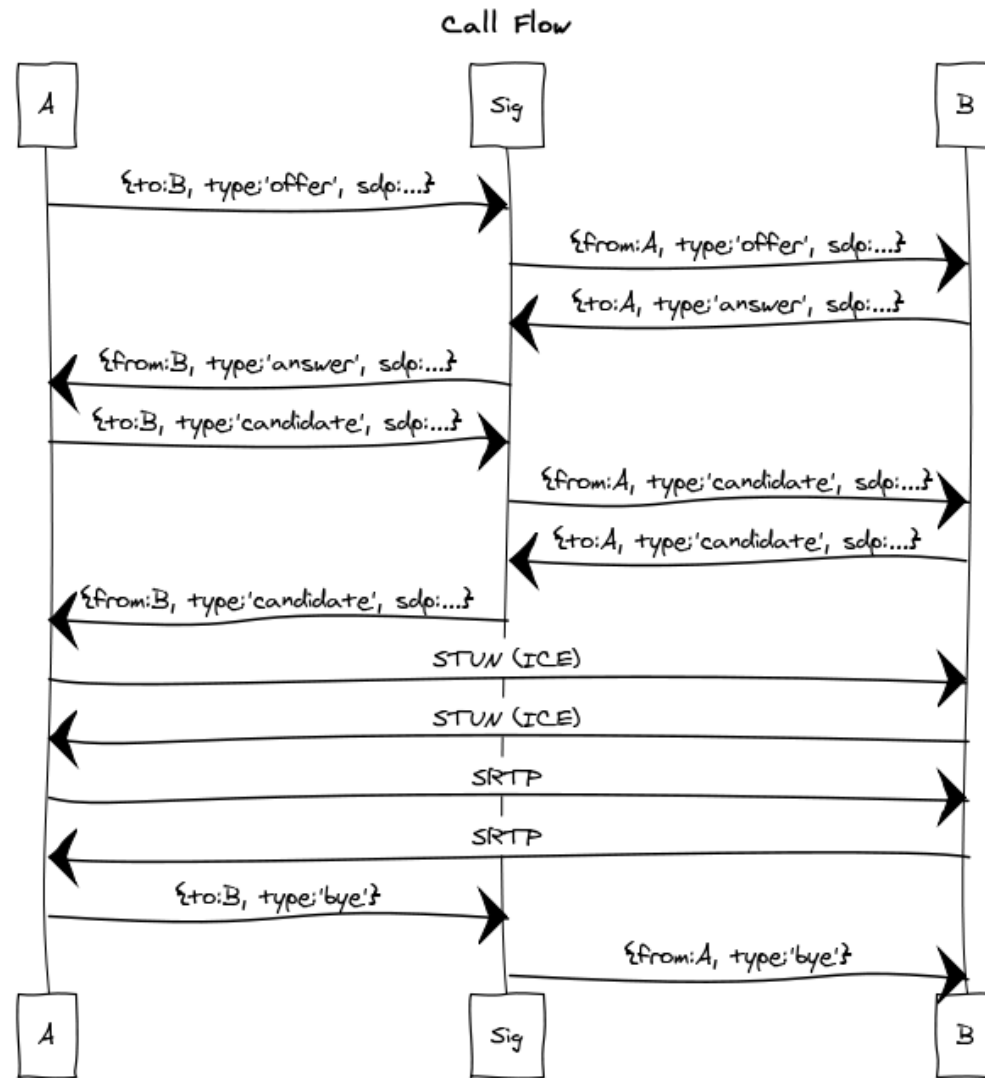 Call Flow
A
Sig
B
{to:B, type:'offer', sdp:...}
{from:A, type:'offer', sdp:...}
{to:A, type:'answer', sdp:...}
{from:B, type:'answer', sdp:...}
{to:B, type:'candidate', sdp:...}
{from:A, type:'candidate', sdp:...}
{to:A, type:'candidate', sdp:...}
{from:B, type:'candidate', sdp:...}
STUN (ICE)
STUN (ICE)
SRTP
SRTP
{to:B, type:'bye'}
{from:A, type:'bye'}
A
Sig
B